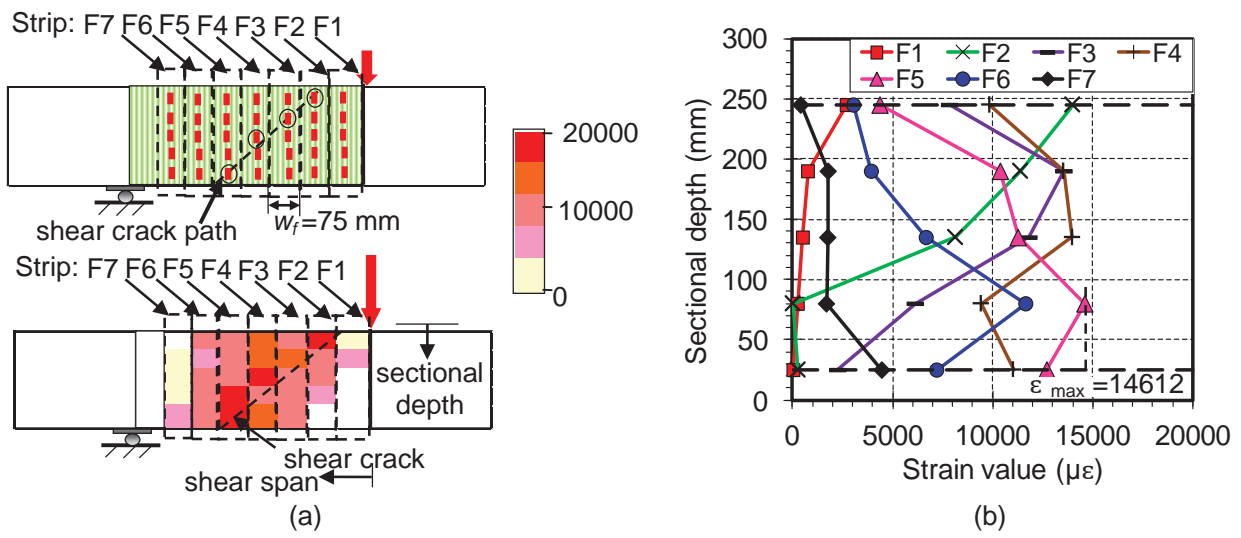 Strip: F7 F6 F5 F4 F3 F2 F1
shear crack path
w_f=75 mm
Strip: F7 F6 F5 F4 F3 F2 F1
sectional
depth
shear crack
shear span
(a)
20000
10000
0
300
250
200
150
100
50
0
Sectional depth (mm)
F1 F2 F3 F4
F5 F6 F7
ε max =14612
0 5000 10000 15000 20000
Strain value (µε)
(b)